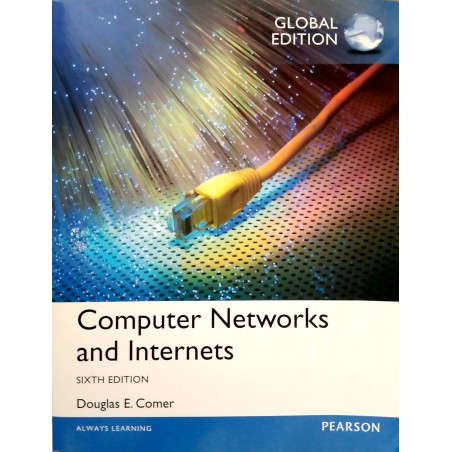 GLOBAL
EDITION
Computer Networks
and Internets
SIXTH EDITION
Douglas E. Comer
ALWAYS LEARNING
PEARSON